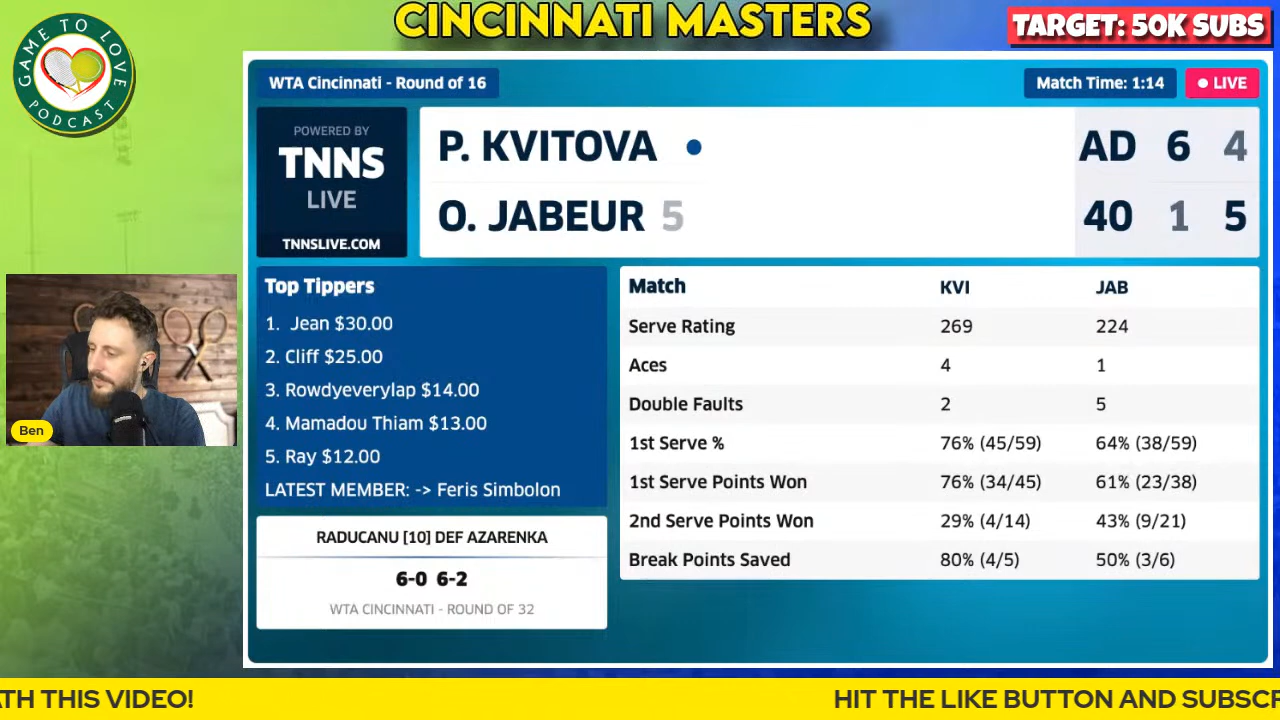 GAME TO LOVE
PODCAST
CINCINNATI MASTERS
TARGET: 50K SUBS
WTA Cincinnati - Round of 16
Match Time: 1:14
LIVE
POWERED BY
TNNS
LIVE
TNNSLIVE.COM
P. KVITOVA AD 6 4
O. JABEUR 5 40 1 5
Top Tippers
1. Jean $30.00
2. Cliff $25.00
3. Rowdyeverylap $14.00
4. Mamadou Thiam $13.00
5. Ray $12.00
LATEST MEMBER: -> Feris Simbolon
RADUCANU [10] DEF AZARENKA
6-0 6-2
WTA CINCINNATI - ROUND OF 32
Match KVI JAB
Serve Rating 269 224
Aces 4 1
Double Faults 2 5
1st Serve % 76% (45/59) 64% (38/59)
1st Serve Points Won 76% (34/45) 61% (23/38)
2nd Serve Points Won 29% (4/14) 43% (9/21)
Break Points Saved 80% (4/5) 50% (3/6)
Ben
ATH THIS VIDEO! HIT THE LIKE BUTTON AND SUBSCR